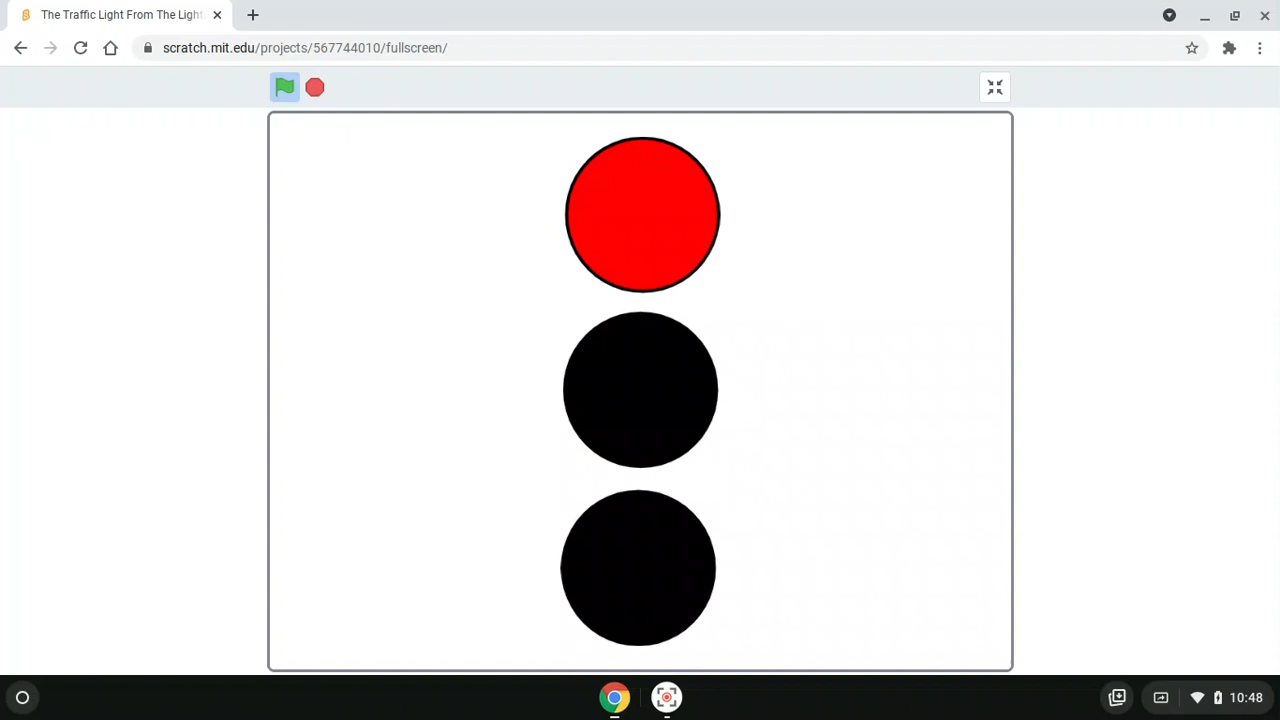 The Traffic Light From The Light
scratch.mit.edu/projects/567744010/fullscreen/
10:48